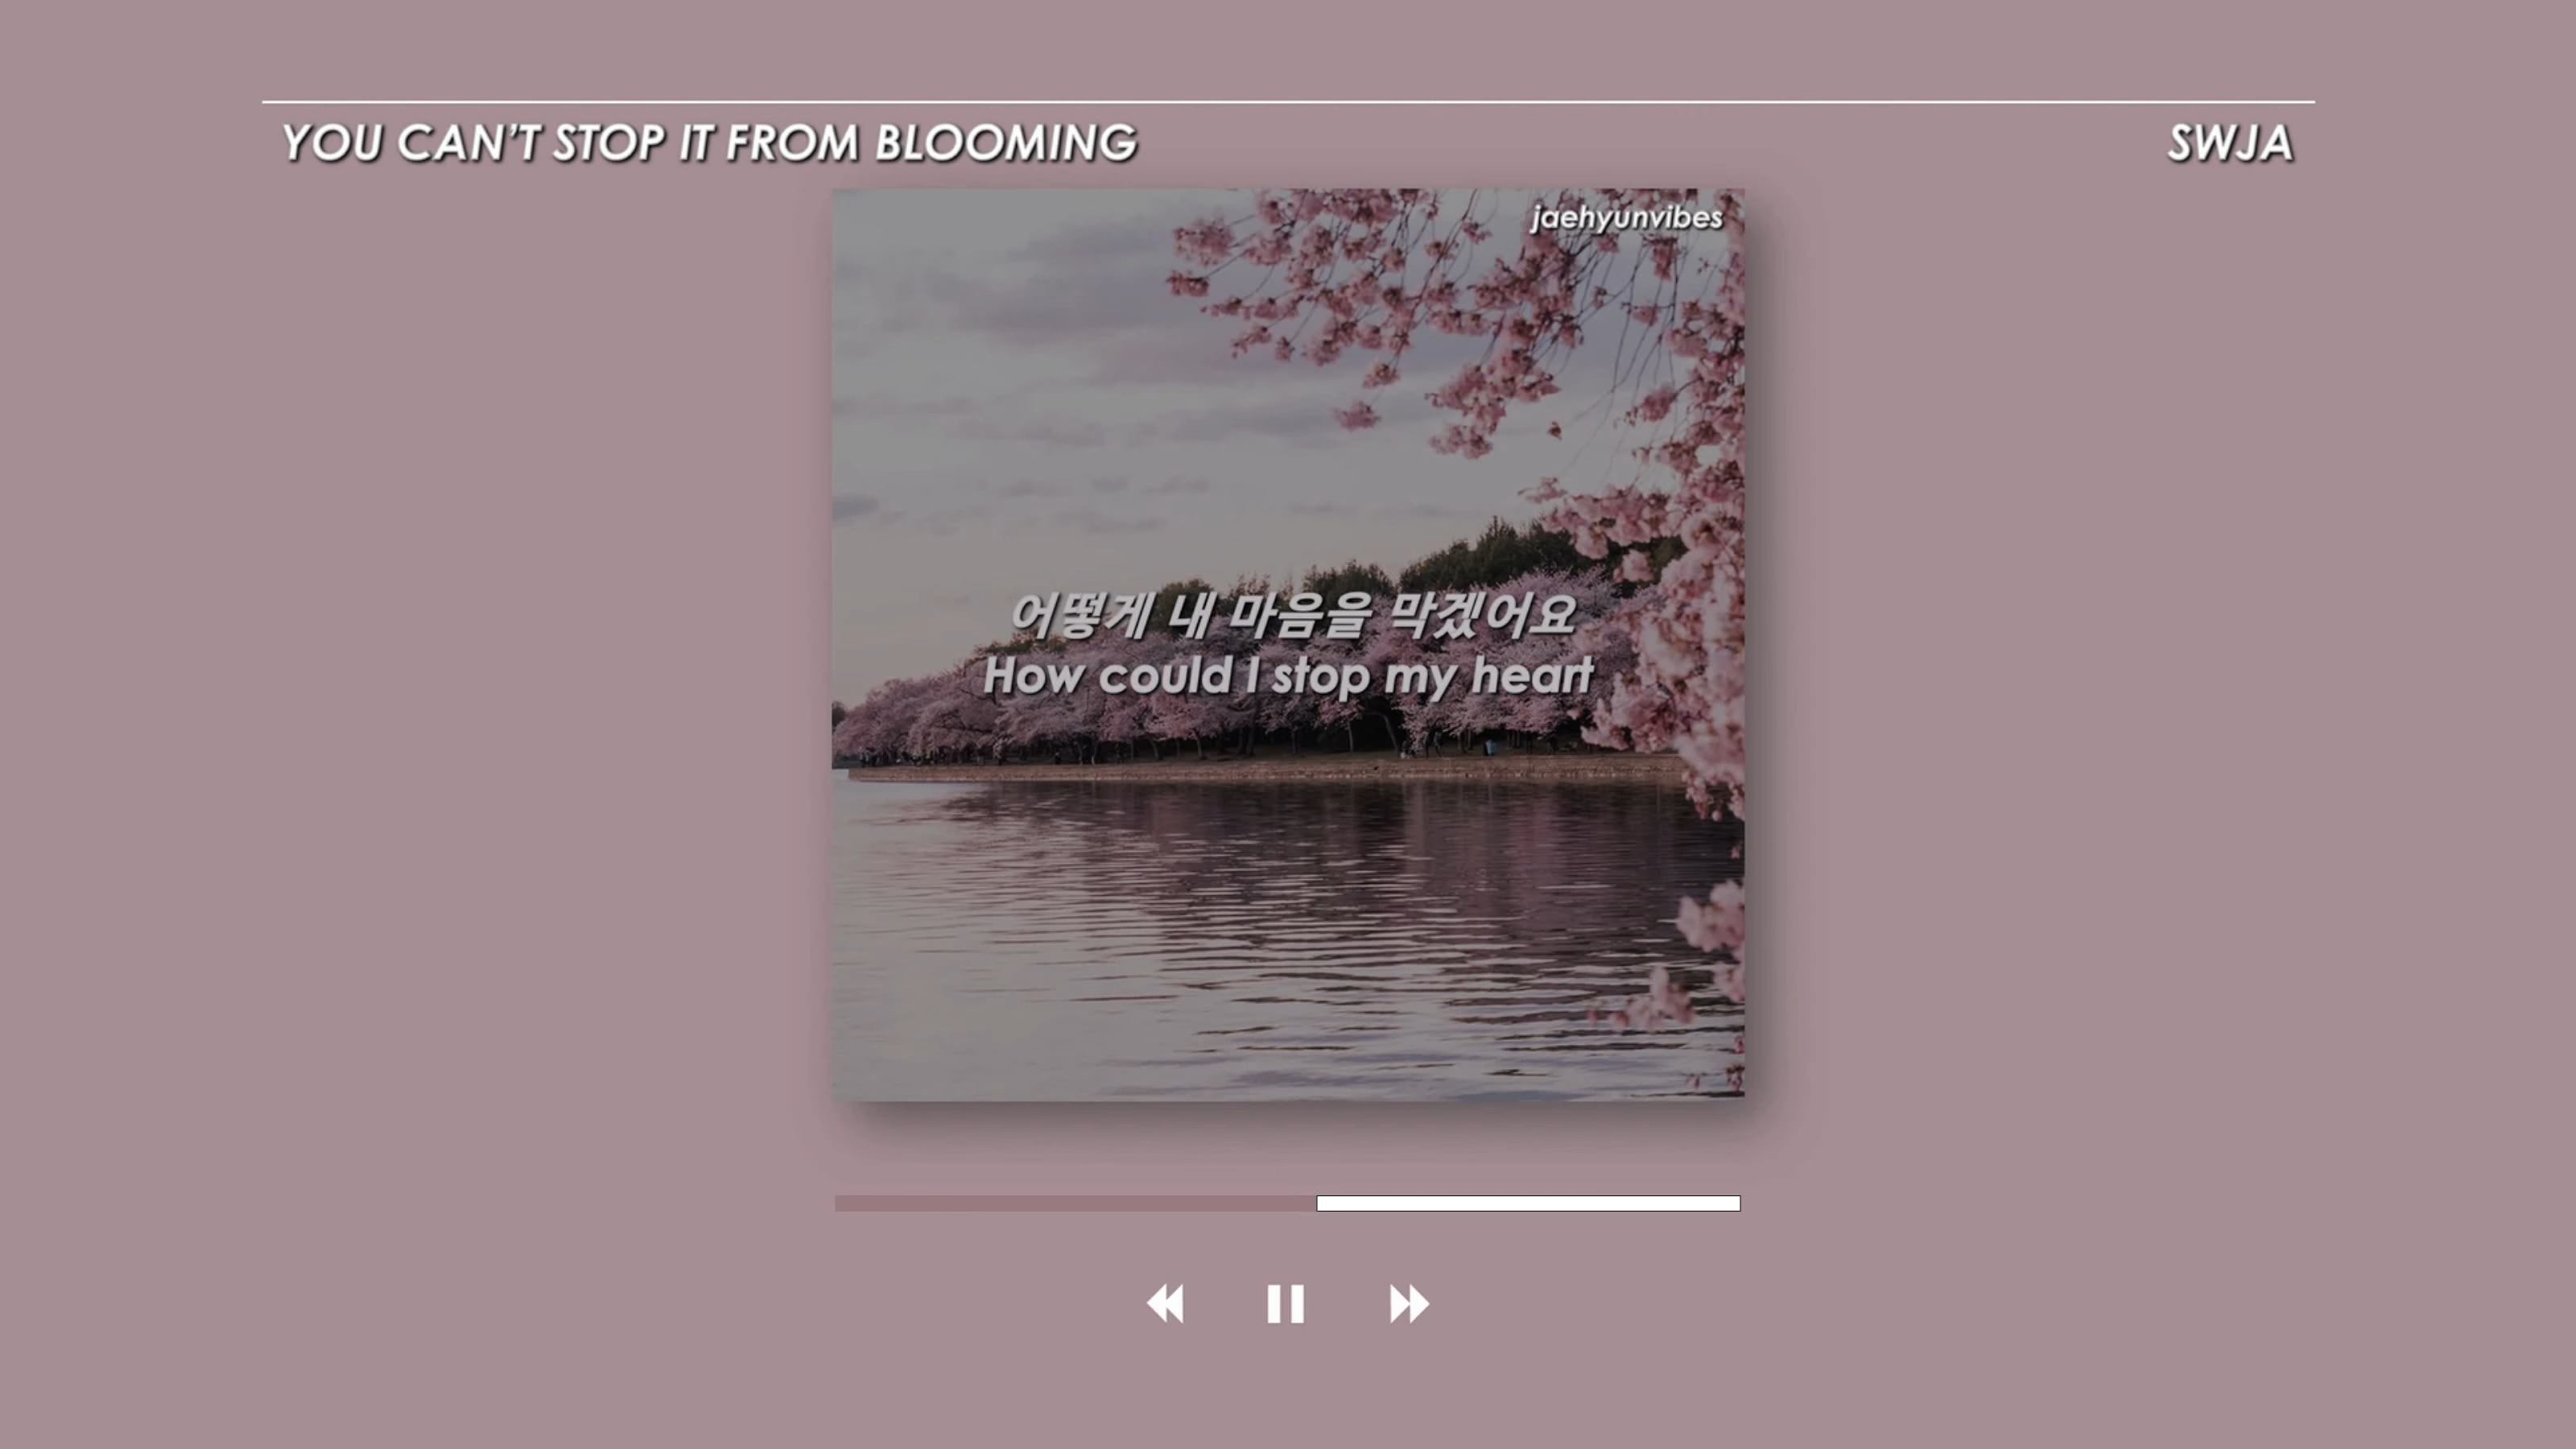 YOU CAN'T STOP IT FROM BLOOMING
SWJA
jaehyunvibes
어떻게 내 마음을 막겠어요
How could I stop my heart